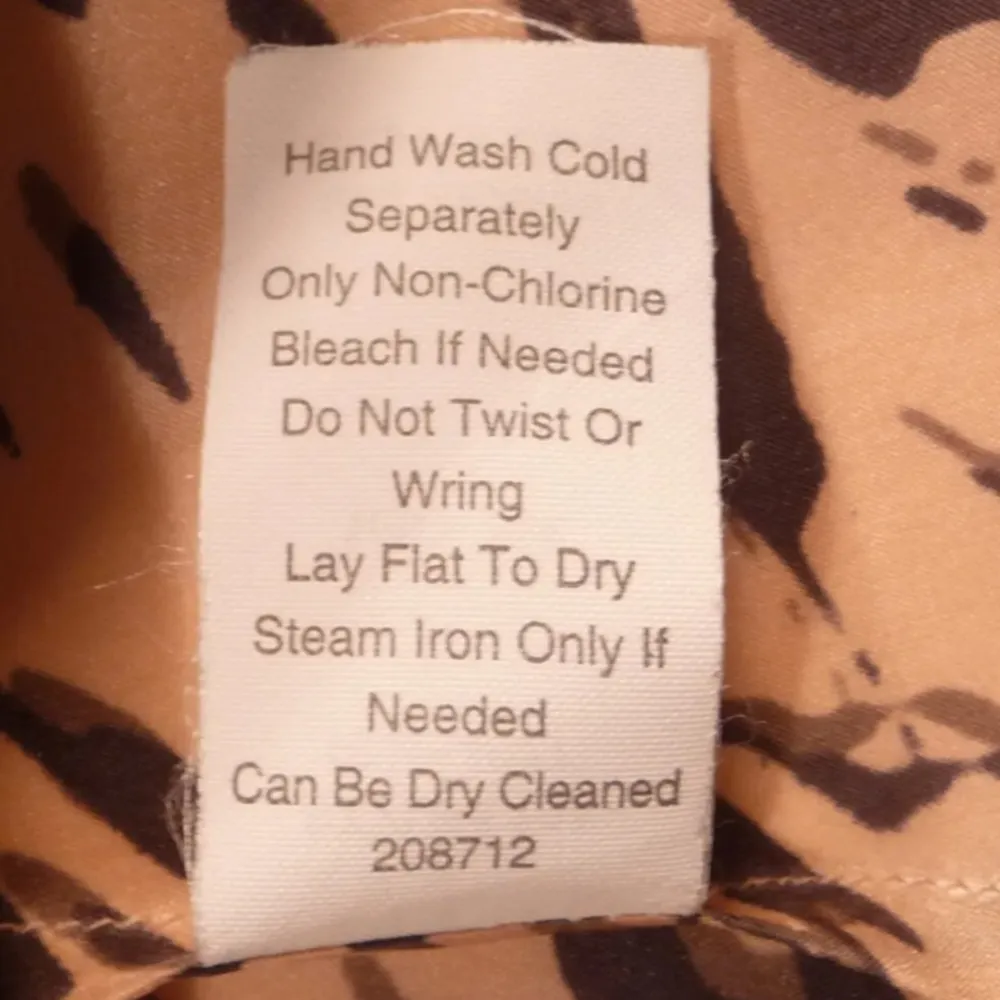 Hand Wash Cold
Separately
Only Non-Chlorine
Bleach If Needed
Do Not Twist Or
Wring
Lay Flat To Dry
Steam Iron Only If
Needed
Can Be Dry Cleaned
208712